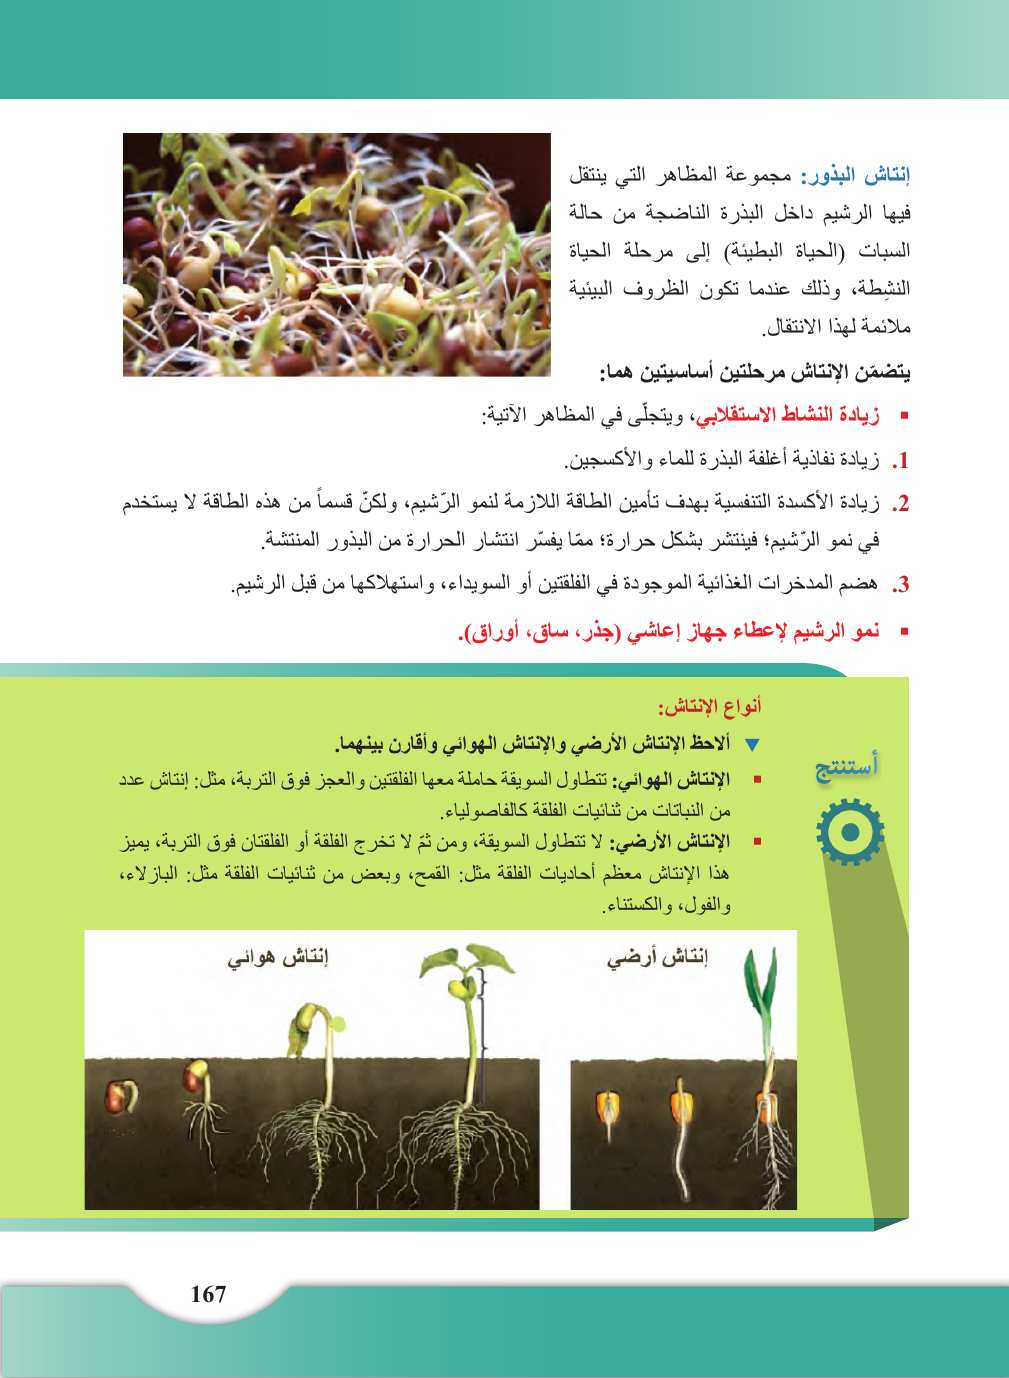 إنتاش البذور: مجموعة المظاهر التي ينتقل
فيها الرشيم داخل البذرة الناضجة من حالة
السبات (الحياة البطيئة) إلى مرحلة الحياة
النشِطة، وذلك عندما تكون الظروف البيئية
ملائمة لهذا الانتقال.
يتضمّن الإنتاش مرحلتين أساسيتين هما:
▪ زيادة النشاط الاستقلابي، ويتجلّى في المظاهر الآتية:
1. زيادة نفاذية أغلفة البذرة للماء والأكسجين.
2. زيادة الأكسدة التنفسية بهدف تأمين الطاقة اللازمة لنمو الرّشيم، ولكنّ قسماً من هذه الطاقة لا يستخدم
في نمو الرّشيم؛ فينتشر بشكل حرارة؛ ممّا يفسّر انتشار الحرارة من البذور المنتشة.
3. هضم المدخرات الغذائية الموجودة في الفلقتين أو السويداء، واستهلاكها من قبل الرشيم.
▪ نمو الرشيم لإعطاء جهاز إعاشي (جذر، ساق، أوراق).
أستنتج
أنواع الإنتاش:
▼ ألاحظ الإنتاش الأرضي والإنتاش الهوائي وأقارن بينهما.
▪ الإنتاش الهوائي: تتطاول السويقة حاملة معها الفلقتين والعجز فوق التربة، مثل: إنتاش عدد
من النباتات من ثنائيات الفلقة كالفاصولياء.
▪ الإنتاش الأرضي: لا تتطاول السويقة، ومن ثمّ لا تخرج الفلقة أو الفلقتان فوق التربة، يميز
هذا الإنتاش معظم أحاديات الفلقة مثل: القمح، وبعض من ثنائيات الفلقة مثل: البازلاء،
والفول، والكستناء.
إنتاش أرضي
إنتاش هوائي
167